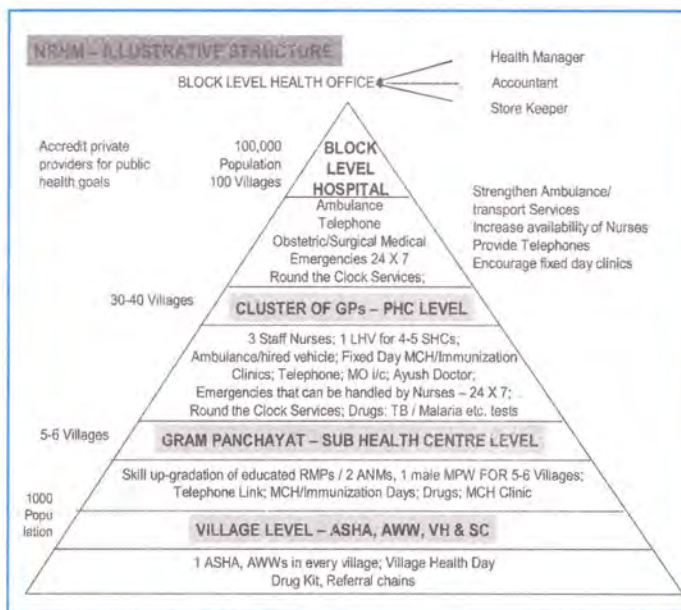 NRHM – ILLUSTRATIVE STRUCTURE
BLOCK LEVEL HEALTH OFFICE
Health Manager
Accountant
Store Keeper
Accredit private
providers for public
health goals
100,000
Population
100 Villages
BLOCK
LEVEL
HOSPITAL
Ambulance
Telephone
Obstetric/Surgical Medical
Emergencies 24 X 7
Round the Clock Services;
Strengthen Ambulance/
transport Services
Increase availability of Nurses
Provide Telephones
Encourage fixed day clinics
30-40 Villages
CLUSTER OF GPs – PHC LEVEL
3 Staff Nurses; 1 LHV for 4-5 SHCs;
Ambulance/hired vehicle; Fixed Day MCH/Immunization
Clinics; Telephone; MO i/c; Ayush Doctor;
Emergencies that can be handled by Nurses – 24 X 7;
Round the Clock Services; Drugs; TB / Malaria etc. tests
5-6 Villages
GRAM PANCHAYAT – SUB HEALTH CENTRE LEVEL
Skill up-gradation of educated RMPs / 2 ANMs, 1 male MPW FOR 5-6 Villages;
Telephone Link; MCH/Immunization Days; Drugs; MCH Clinic
1000
Popu
lation
VILLAGE LEVEL – ASHA, AWW, VH & SC
1 ASHA, AWWs in every village; Village Health Day
Drug Kit, Referral chains